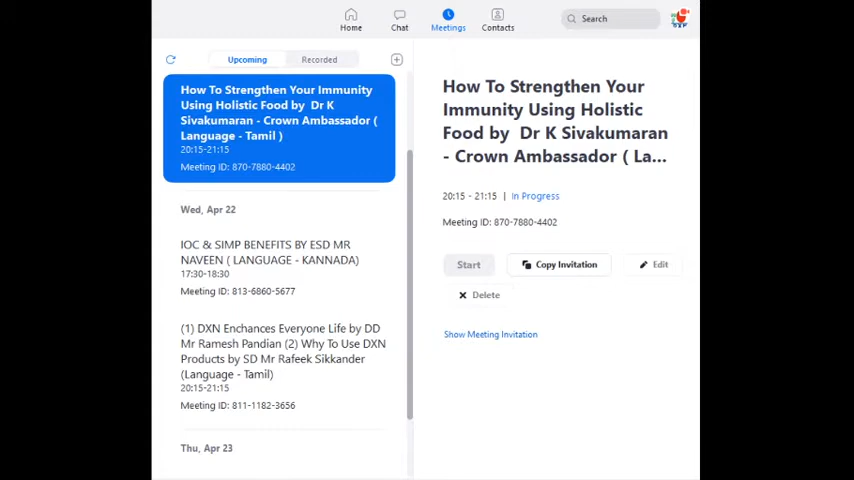 Home
Chat
Meetings
Contacts
Search
Upcoming
Recorded
How To Strengthen Your Immunity
Using Holistic Food by Dr K
Sivakumaran - Crown Ambassador (
Language - Tamil )
20:15-21:15
Meeting ID: 870-7880-4402
Wed, Apr 22
IOC & SIMP BENEFITS BY ESD MR
NAVEEN ( LANGUAGE - KANNADA)
17:30-18:30
Meeting ID: 813-6860-5677
(1) DXN Enchances Everyone Life by DD
Mr Ramesh Pandian (2) Why To Use DXN
Products by SD Mr Rafeek Sikkander
(Language - Tamil)
20:15-21:15
Meeting ID: 811-1182-3656
Thu, Apr 23
How To Strengthen Your
Immunity Using Holistic
Food by Dr K Sivakumaran
- Crown Ambassador ( La...
20:15 - 21:15 | In Progress
Meeting ID: 870-7880-4402
Start
Copy Invitation
Edit
Delete
Show Meeting Invitation